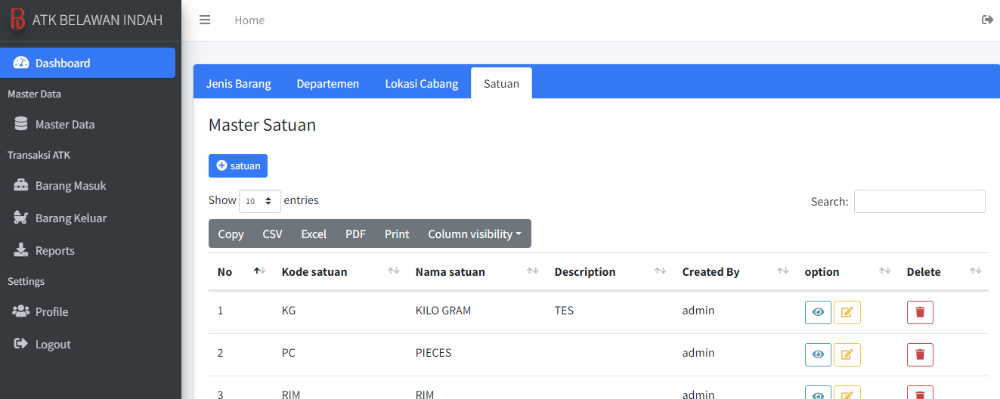 ATK BELAWAN INDAH
Home
Dashboard
Master Data
Master Data
Transaksi ATK
Barang Masuk
Barang Keluar
Reports
Settings
Profile
Logout
Jenis Barang Departemen Lokasi Cabang Satuan
Master Satuan
satuan
Show 10 entries Search:
Copy CSV Excel PDF Print Column visibility
No Kode satuan Nama satuan Description Created By option Delete
1 KG KILO GRAM TES admin
2 PC PIECES admin
3 RIM RIM admin